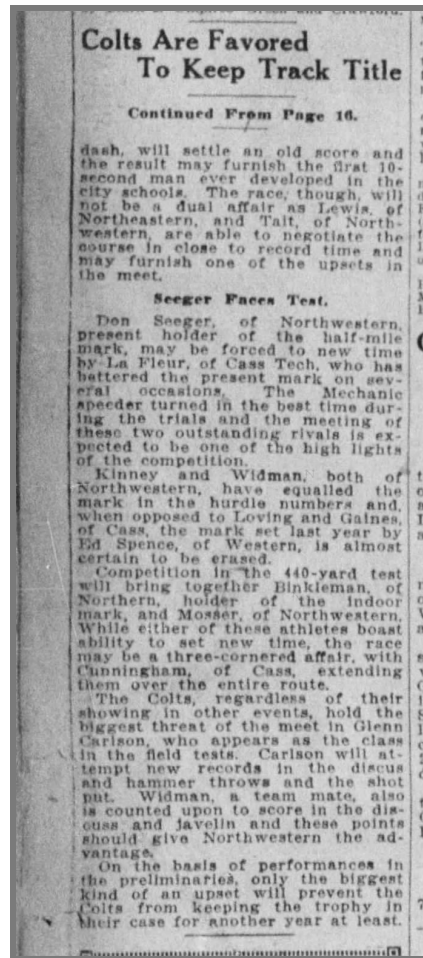 Colts Are Favored
To Keep Track Title
Continued From Page 16.
dash, will settle an old score and
the result may furnish the first 10-
second man ever developed in the
city schools. The race, though, will
not be a dual affair as Lewis, of
Northeastern, and Tait, of North-
western, are able to negotiate the
course in close to record time and
may furnish one of the upsets in
the meet.
Seeger Faces Test.
Don Seeger, of Northwestern,
present holder of the half-mile
mark, may be forced to new time
by La Fleur, of Cass Tech, who has
bettered the present mark on sev-
eral occasions. The Mechanic
speeder turned in the best time dur-
ing the trials and the meeting of
these two outstanding rivals is ex-
pected to be one of the high lights
of the competition.
Kinney and Widman, both of
Northwestern, have equalled the
mark in the hurdle numbers and,
when opposed to Loving and Gaines,
of Cass, the mark set last year by
Ed Spence, of Western, is almost
certain to be erased.
Competition in the 440-yard test
will bring together Binkleman, of
Northern, holder of the indoor
mark, and Mosser, of Northwestern.
While either of these athletes boast
ability to set new time, the race
may be a three-cornered affair, with
Cunningham, of Cass, extending
them over the entire route.
The Colts, regardless of their
showing in other events, hold the
biggest threat of the meet in Glenn
Carlson, who appears as the class
in the field tests. Carlson will at-
tempt new records in the discus
and hammer throws and the shot
put. Widman, a team mate, also
is counted upon to score in the dis-
cuss and javelin and these points
should give Northwestern the ad-
vantage.
On the basis of performances in
the preliminaries, only the biggest
kind of an upset will prevent the
Colts from keeping the trophy in
their case for another year at least.